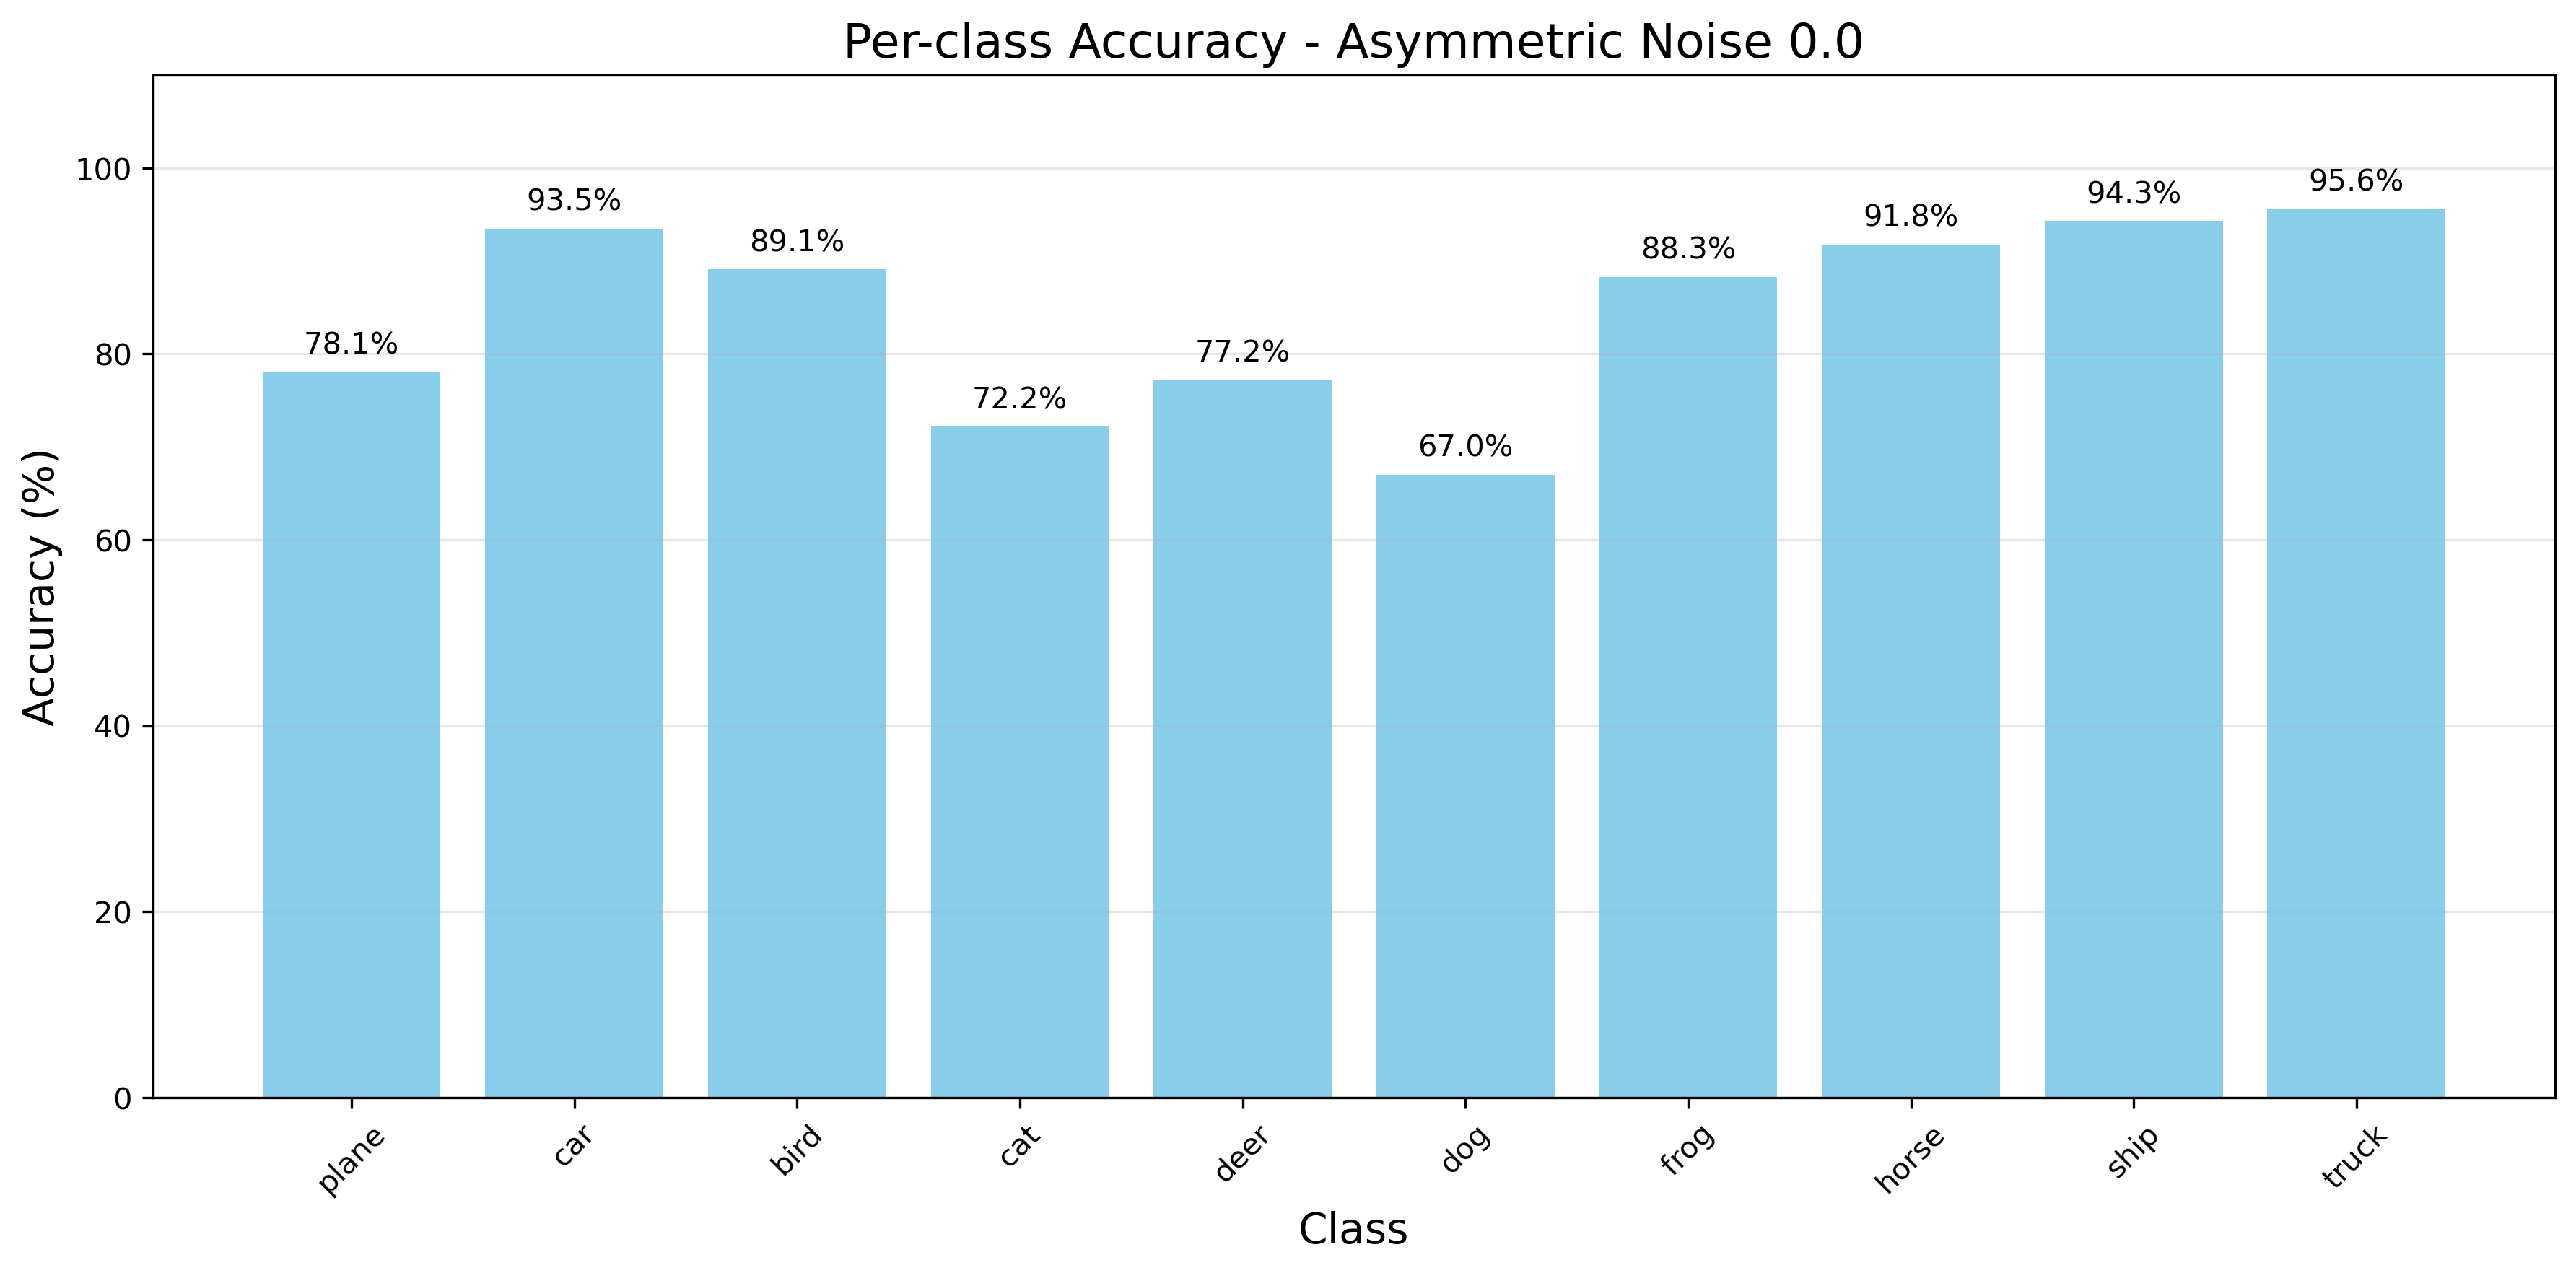 Per-class Accuracy - Asymmetric Noise 0.0
Accuracy (%)
100
80
60
40
20
0
78.1%
93.5%
89.1%
72.2%
77.2%
67.0%
88.3%
91.8%
94.3%
95.6%
plane
car
bird
cat
deer
dog
frog
horse
ship
truck
Class